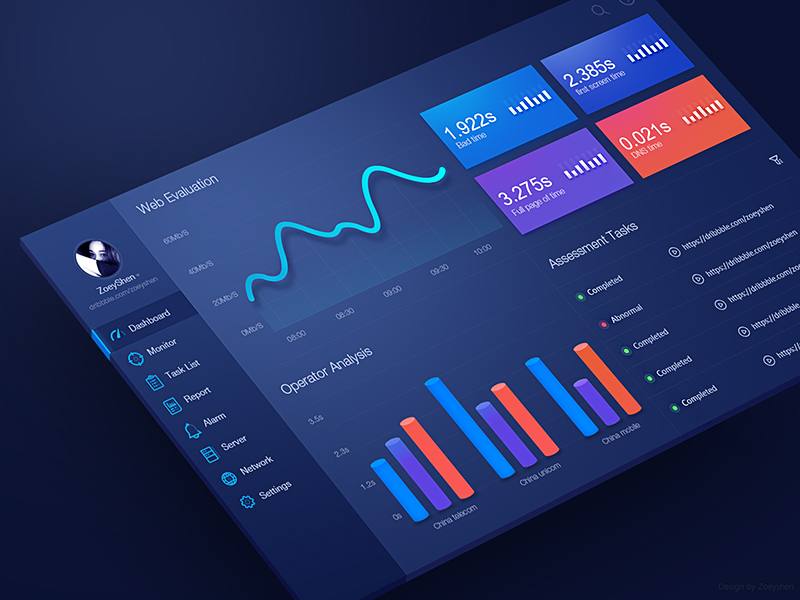 ZoeyShen
dribbble.com/zoeyshen
Dashboard
Monitor
Task List
Report
Alarm
Server
Network
Settings
Web Evaluation
60Mb/S
40Mb/S
20Mb/S
0Mb/S
08:00
08:30
09:00
09:30
10:00
1.922s
Bad time
2.385s
first screen time
3.275s
Full page of time
0.021s
DNS time
Operator Analysis
3.5s
2.3s
1.2s
0s
China telecom
China unicom
China mobile
Assessment Tasks
Completed
https://dribbble.com/zoeyshen
Abnormal
https://dribbble.com/zoeyshen
Completed
https://dribbble.com/zoeyshen
Completed
https://dribbble
Completed
https
Design by Zoeyshen